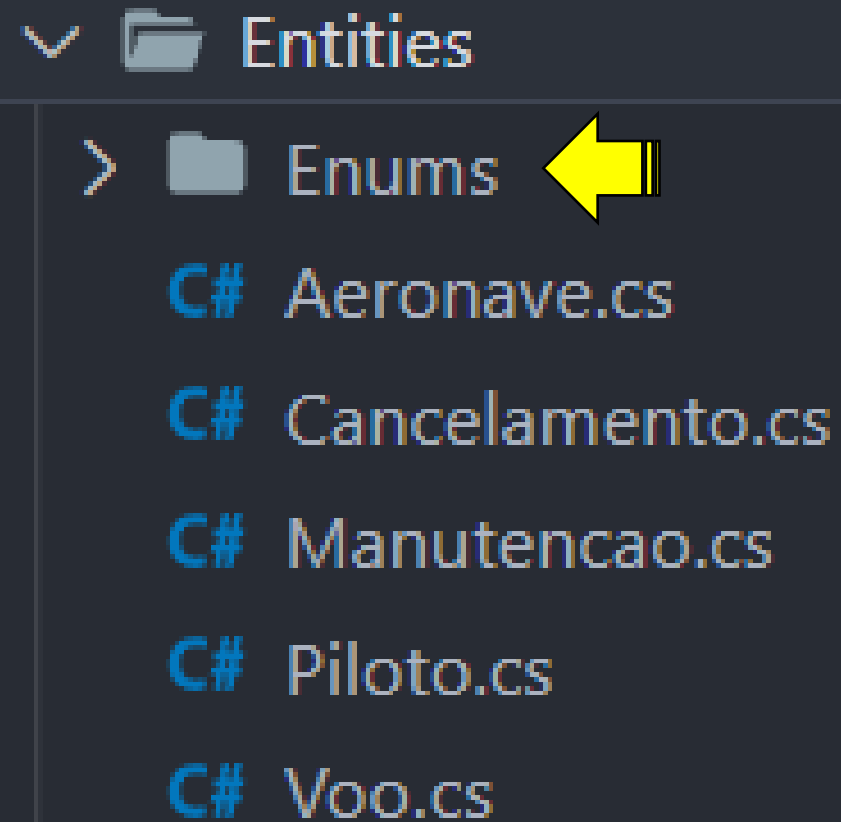 Entities
Enums
C# Aeronave.cs
C# Cancelamento.cs
C# Manutencao.cs
C# Piloto.cs
C# Voo.cs